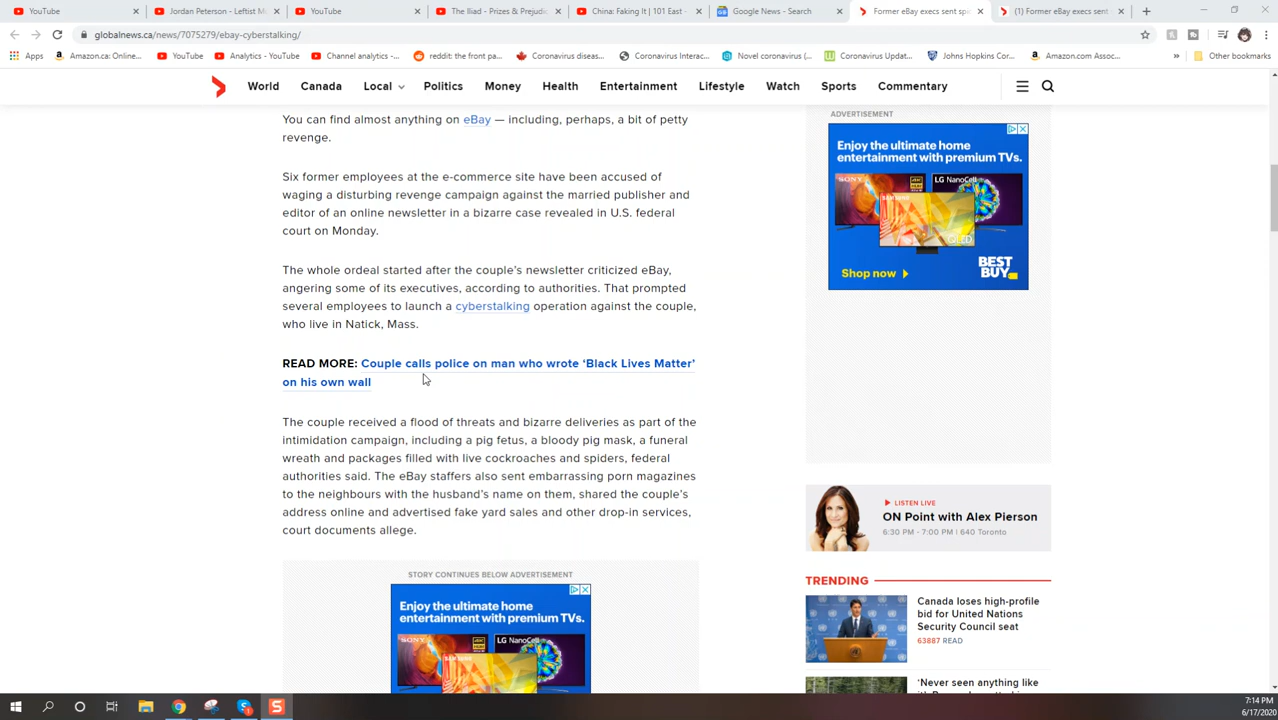 YouTube
Jordan Peterson - Leftist M
YouTube
The Iliad - Prizes & Prejudic
China: Faking It | 101 East -
Google News - Search
Former eBay execs sent spi
(1) Former eBay execs sent
globalnews.ca/news/7075279/ebay-cyberstalking/
Apps
Amazon.ca: Online...
YouTube
Analytics - YouTube
Channel analytics -...
reddit: the front pa...
Coronavirus diseas...
Coronavirus Interac...
Novel coronavirus (...
Coronavirus Updat...
Johns Hopkins Cor...
Amazon.com Assoc...
»
Other bookmarks
World
Canada
Local
Politics
Money
Health
Entertainment
Lifestyle
Watch
Sports
Commentary
You can find almost anything on eBay — including, perhaps, a bit of petty
revenge.
Six former employees at the e-commerce site have been accused of
waging a disturbing revenge campaign against the married publisher and
editor of an online newsletter in a bizarre case revealed in U.S. federal
court on Monday.
The whole ordeal started after the couple's newsletter criticized eBay,
angering some of its executives, according to authorities. That prompted
several employees to launch a cyberstalking operation against the couple,
who live in Natick, Mass.
READ MORE: Couple calls police on man who wrote ‘Black Lives Matter’
on his own wall
The couple received a flood of threats and bizarre deliveries as part of the
intimidation campaign, including a pig fetus, a bloody pig mask, a funeral
wreath and packages filled with live cockroaches and spiders, federal
authorities said. The eBay staffers also sent embarrassing porn magazines
to the neighbours with the husband's name on them, shared the couple's
address online and advertised fake yard sales and other drop-in services,
court documents allege.
STORY CONTINUES BELOW ADVERTISEMENT
Enjoy the ultimate home
entertainment with premium TVs.
SONY
LG NanoCell
SAMSUNG
ADVERTISEMENT
Enjoy the ultimate home
entertainment with premium TVs.
SONY
LG NanoCell
SAMSUNG
QLED
Shop now
BEST
BUY
LISTEN LIVE
ON Point with Alex Pierson
6:30 PM - 7:00 PM | 640 Toronto
TRENDING
Canada loses high-profile
bid for United Nations
Security Council seat
63887 READ
‘Never seen anything like
7:14 PM
6/17/2020